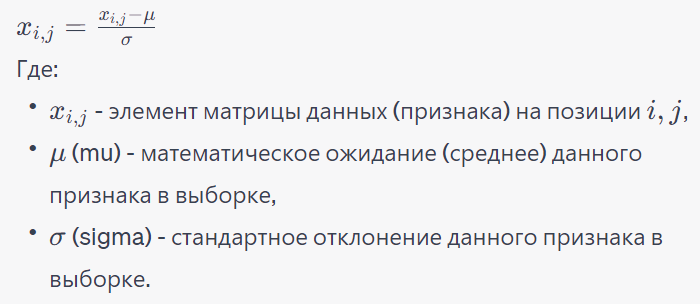 x_{i,j} = \frac{x_{i,j} - μ}{σ}
Где:
• x_{i,j} - элемент матрицы данных (признака) на позиции i, j,
• μ (mu) - математическое ожидание (среднее) данного
признака в выборке,
• σ (sigma) - стандартное отклонение данного признака в
выборке.